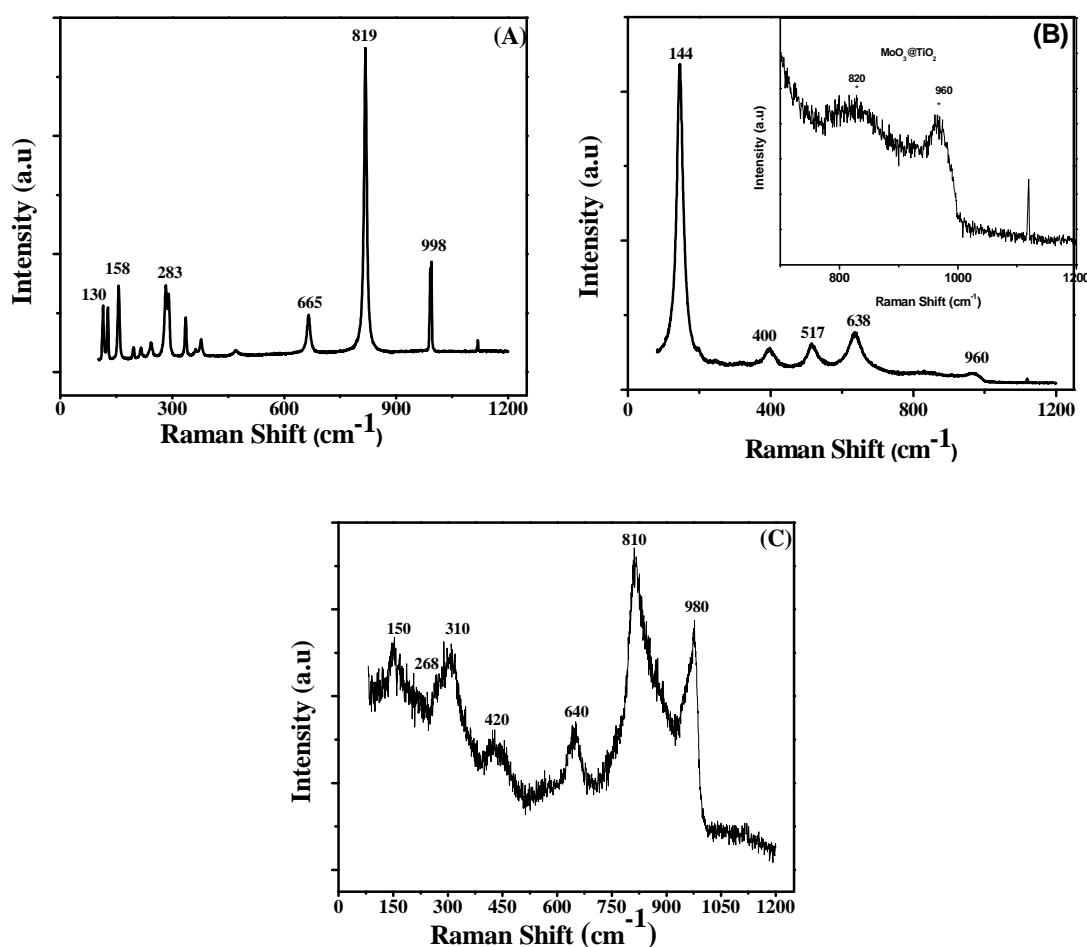 (A)
819
998
158
283
130
665
Intensity (a.u)
0 300 600 900 1200
Raman Shift (cm-1)
(B)
144
400
517
638
960
Intensity (a.u)
0 400 800 1200
Raman Shift (cm-1)
MoO3@TiO2
820
960
Intensity (a.u)
800 1000 1200
Raman Shift (cm-1)
(C)
810
980
150
310
268
420
640
Intensity (a.u)
0 150 300 450 600 750 900 1050 1200
Raman Shift (cm-1)